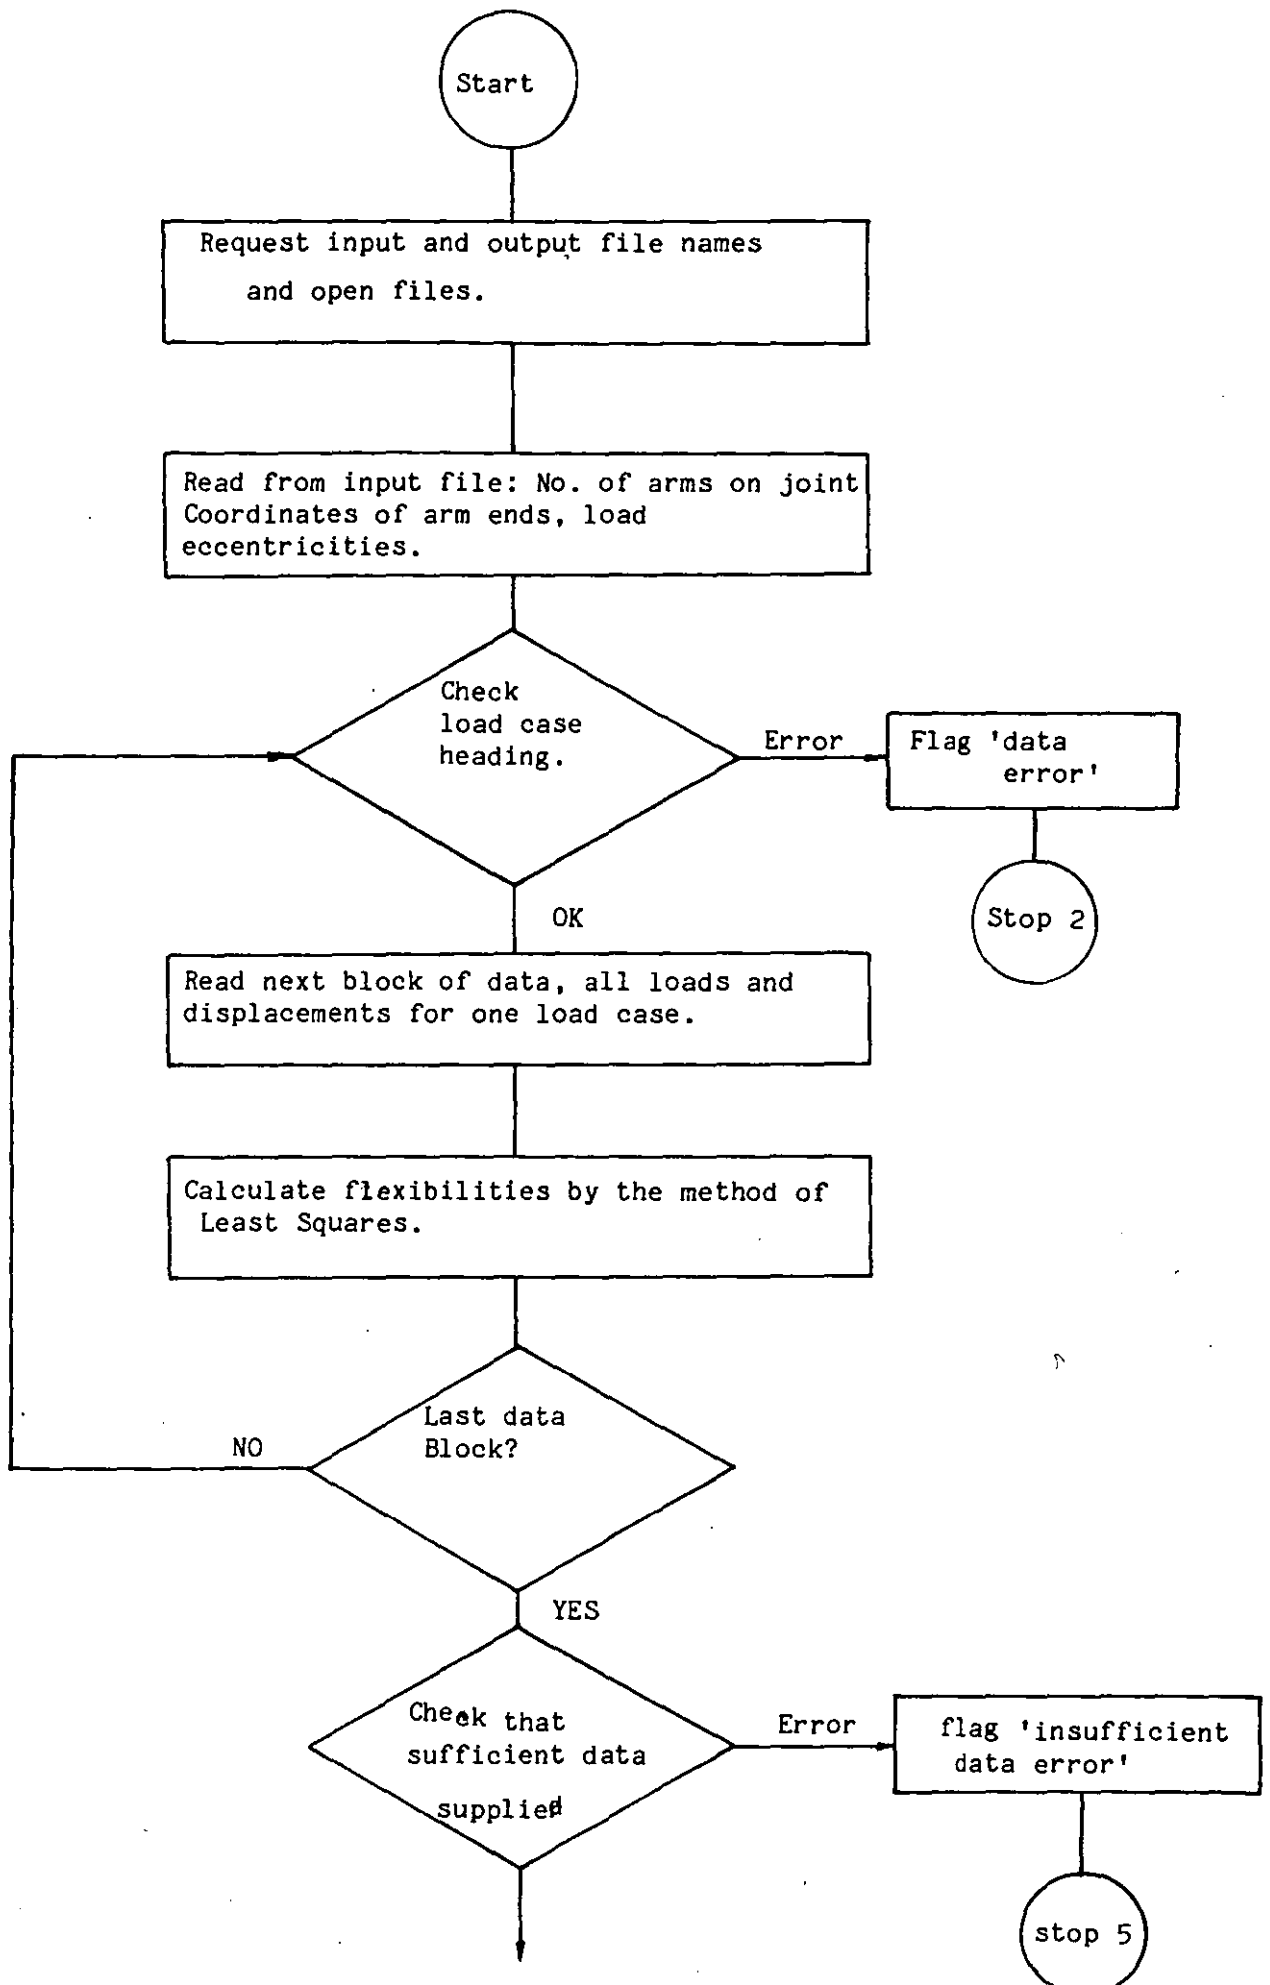 Start
Request input and output file names
and open files.
Read from input file: No. of arms on joint
Coordinates of arm ends, load
eccentricities.
Check
load case
heading.
Error
Flag 'data
error'
Stop 2
OK
Read next block of data, all loads and
displacements for one load case.
Calculate flexibilities by the method of
Least Squares.
Last data
Block?
NO
YES
Check that
sufficient data
supplied
Error
flag 'insufficient
data error'
stop 5